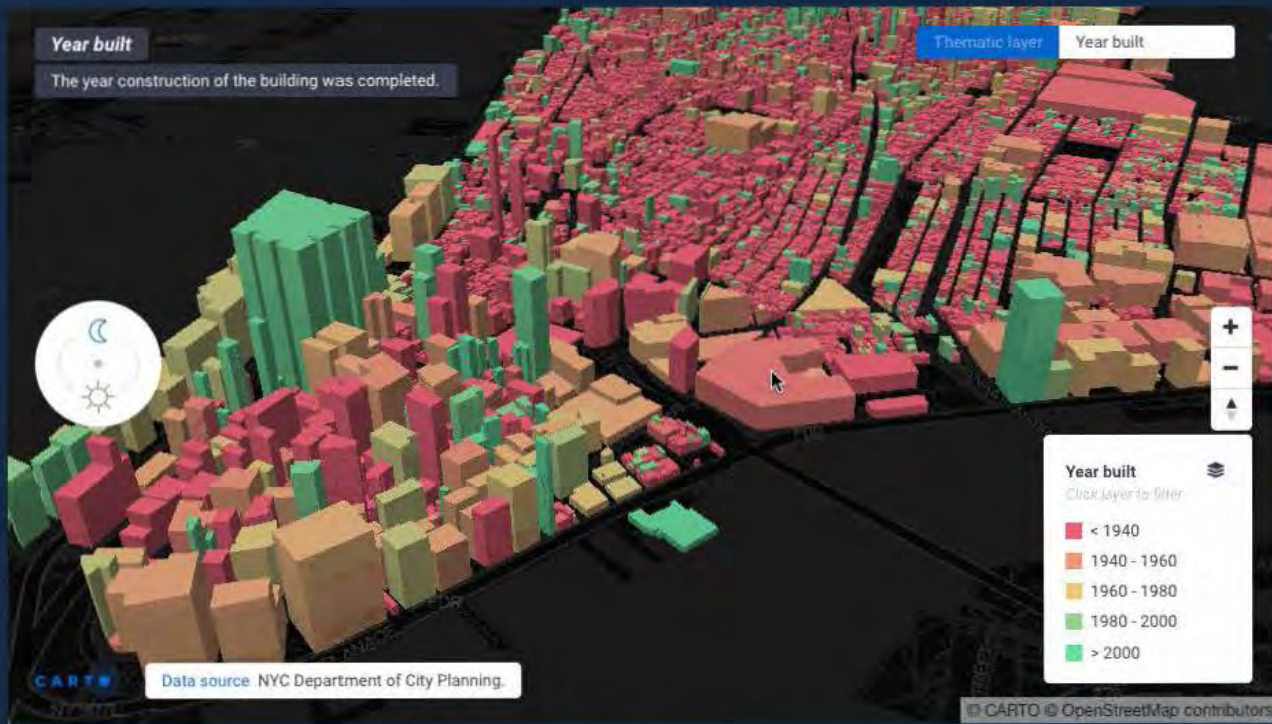 Year built
The year construction of the building was completed.
Thematic layer Year built
+
−
Year built
Click layer to filter
< 1940
1940 - 1960
1960 - 1980
1980 - 2000
> 2000
CARTO
Data source NYC Department of City Planning.
© CARTO © OpenStreetMap contributors